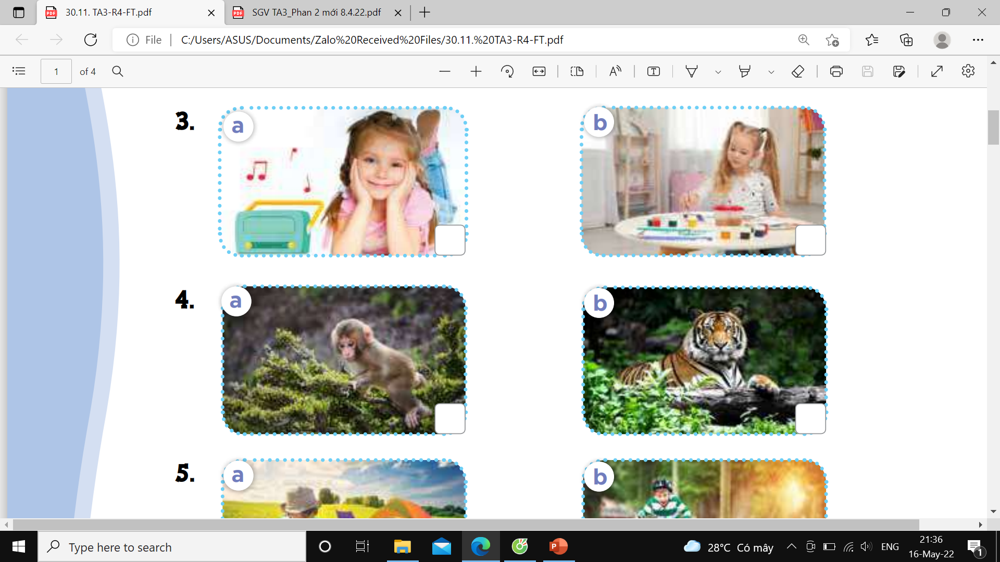 30.11. TA3-R4-FT.pdf
SGV TA3_Phan 2 mới 8.4.22.pdf
File
C:/Users/ASUS/Documents/Zalo%20Received%20Files/30.11.%20TA3-R4-FT.pdf
1 of 4
3.
a
b
4.
a
b
5.
a
b
Type here to search
28°C Có mây
ENG
21:36
16-May-22
1